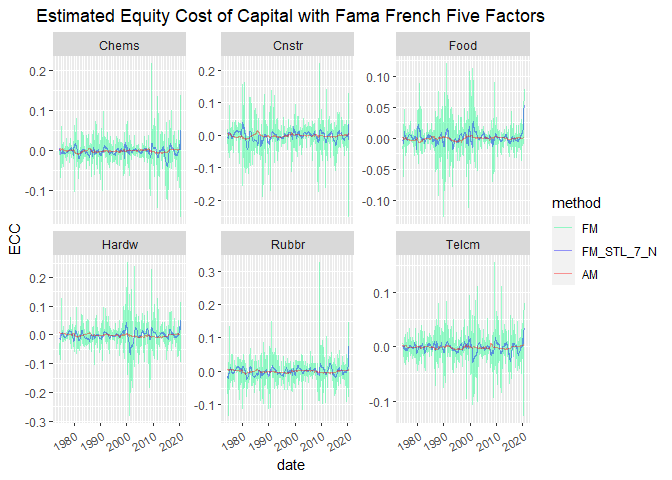 Estimated Equity Cost of Capital with Fama French Five Factors
Chems Cnstr Food
0.2 0.2 0.10
0.1 0.1 0.05
0.0 0.0 0.00
-0.1 -0.1 -0.05
-0.2 -0.10
ECC
Hardw Rubbr Telcm
0.2 0.3 0.1
0.1 0.2 0.0
0.0 0.1 -0.1
-0.1 0.0
-0.2 -0.1
-0.3
1980 1990 2000 2010 2020 1980 1990 2000 2010 2020 1980 1990 2000 2010 2020
date
method
FM
FM_STL_7_N
AM